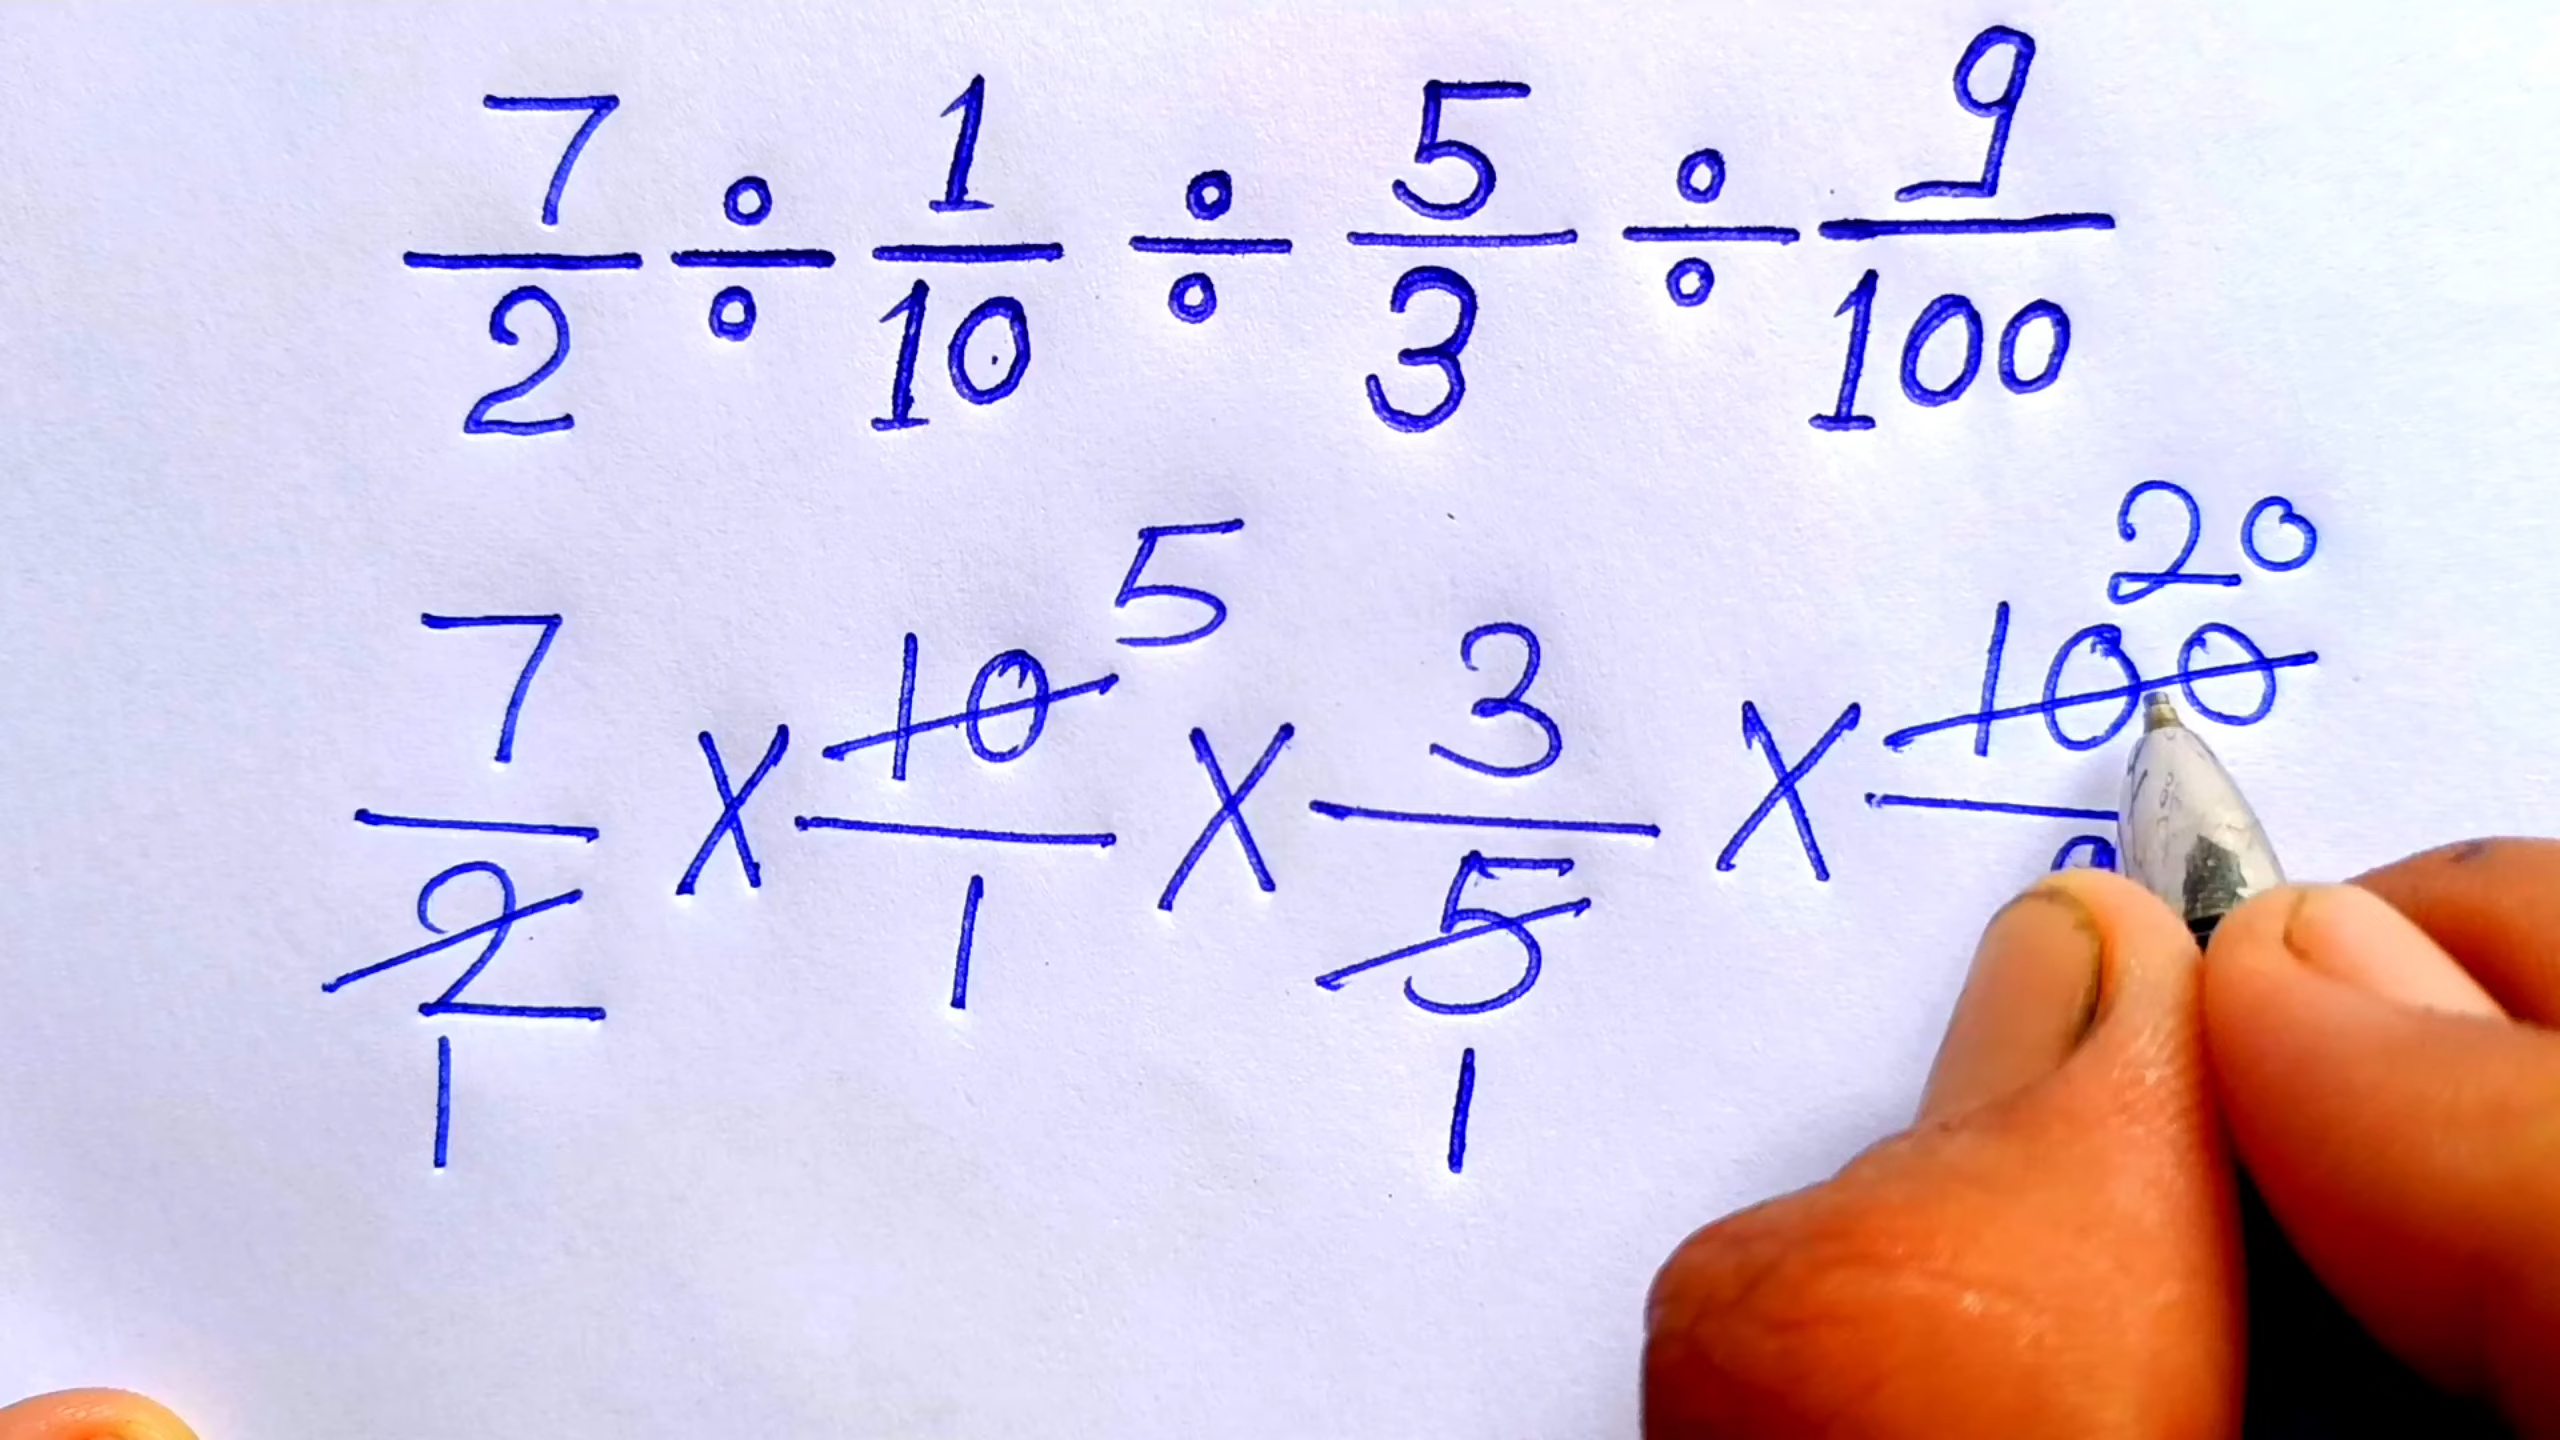 7/2 ÷ 1/10 ÷ 5/3 ÷ 9/100
5 20
7/2 × 10/1 × 3/5 × 100/
1 1